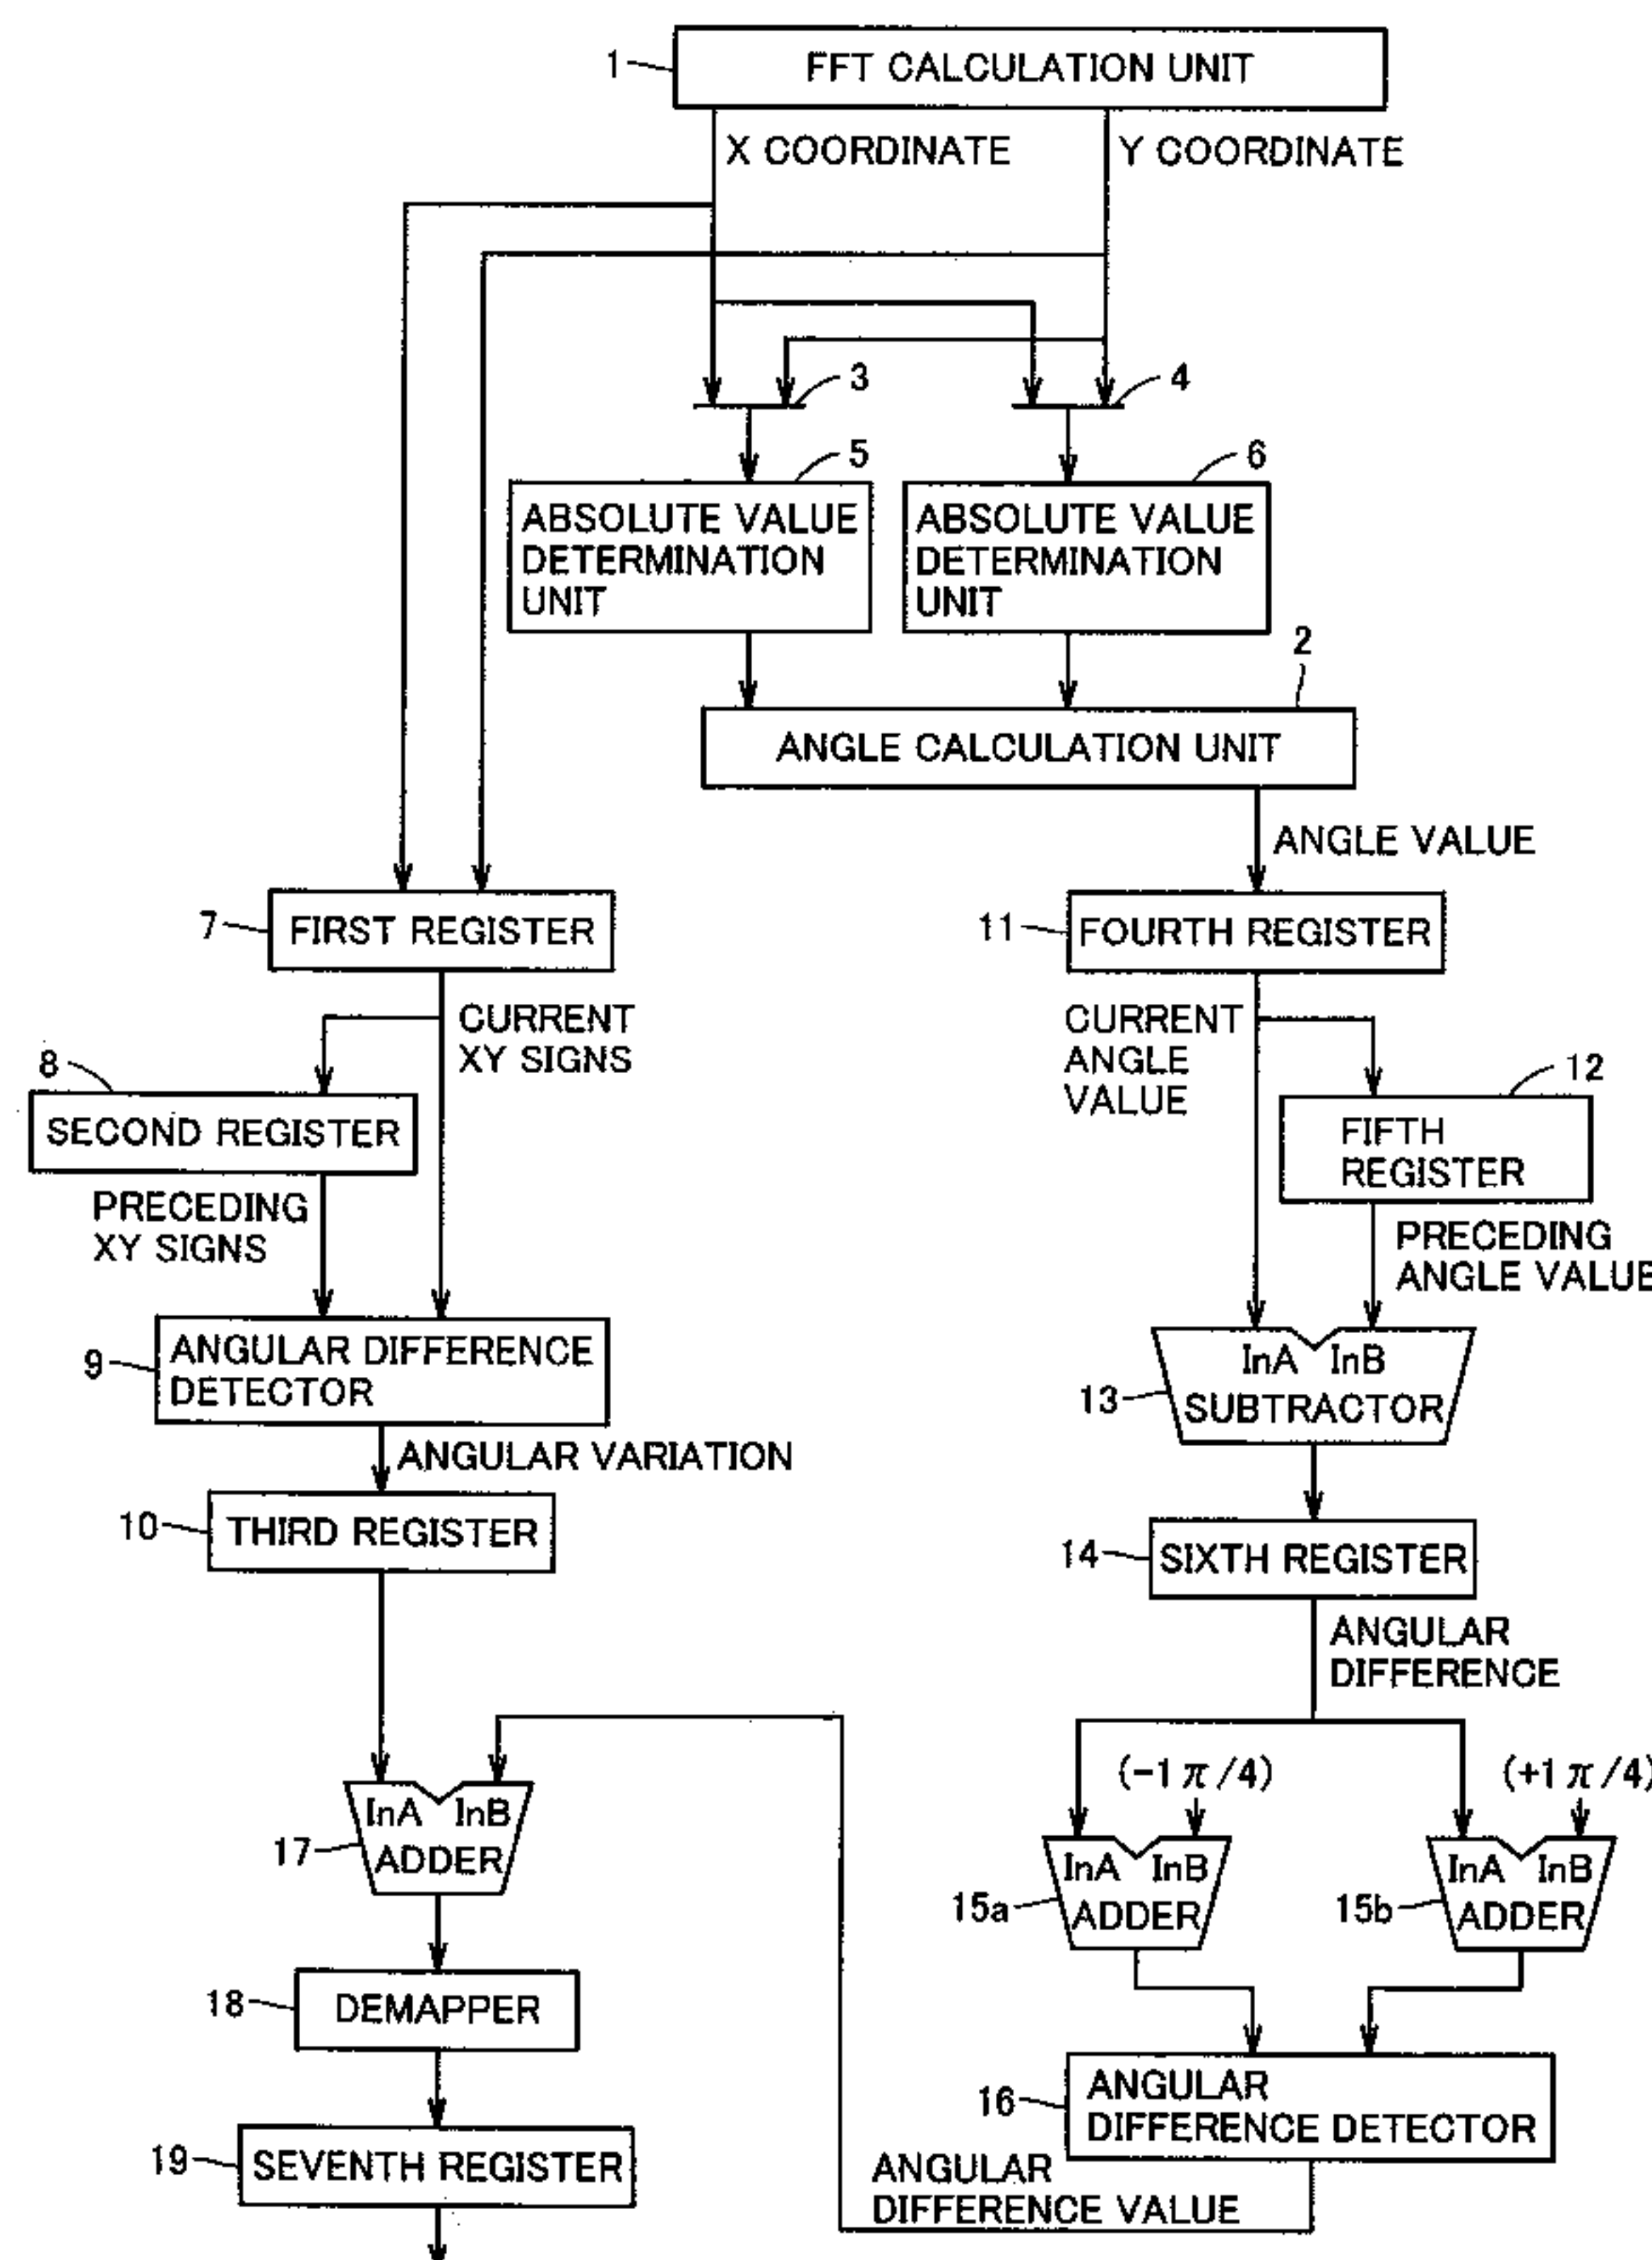 1 FFT CALCULATION UNIT
X COORDINATE
Y COORDINATE
3
4
5
6
ABSOLUTE VALUE
DETERMINATION
UNIT
ABSOLUTE VALUE
DETERMINATION
UNIT
2
ANGLE CALCULATION UNIT
ANGLE VALUE
7 FIRST REGISTER
11 FOURTH REGISTER
CURRENT
XY SIGNS
CURRENT
ANGLE
VALUE
8
SECOND REGISTER
12
FIFTH
REGISTER
PRECEDING
XY SIGNS
PRECEDING
ANGLE VALUE
9
ANGULAR DIFFERENCE
DETECTOR
InA InB
13 SUBTRACTOR
ANGULAR VARIATION
10 THIRD REGISTER
14 SIXTH REGISTER
ANGULAR
DIFFERENCE
(-1π/4)
(+1π/4)
InA InB
17 ADDER
InA InB
15a ADDER
InA InB
15b ADDER
18 DEMAPPER
16
ANGULAR
DIFFERENCE DETECTOR
19 SEVENTH REGISTER
ANGULAR
DIFFERENCE VALUE